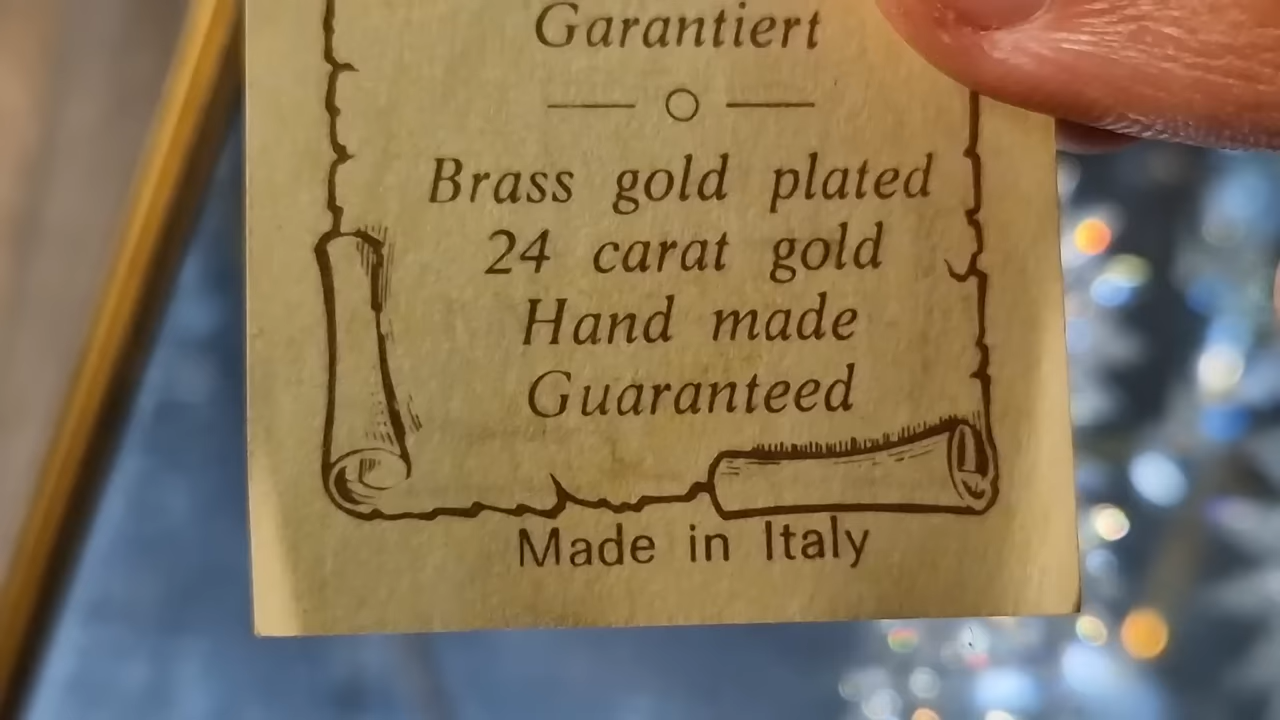 Garantiert
Brass gold plated
24 carat gold
Hand made
Guaranteed
Made in Italy